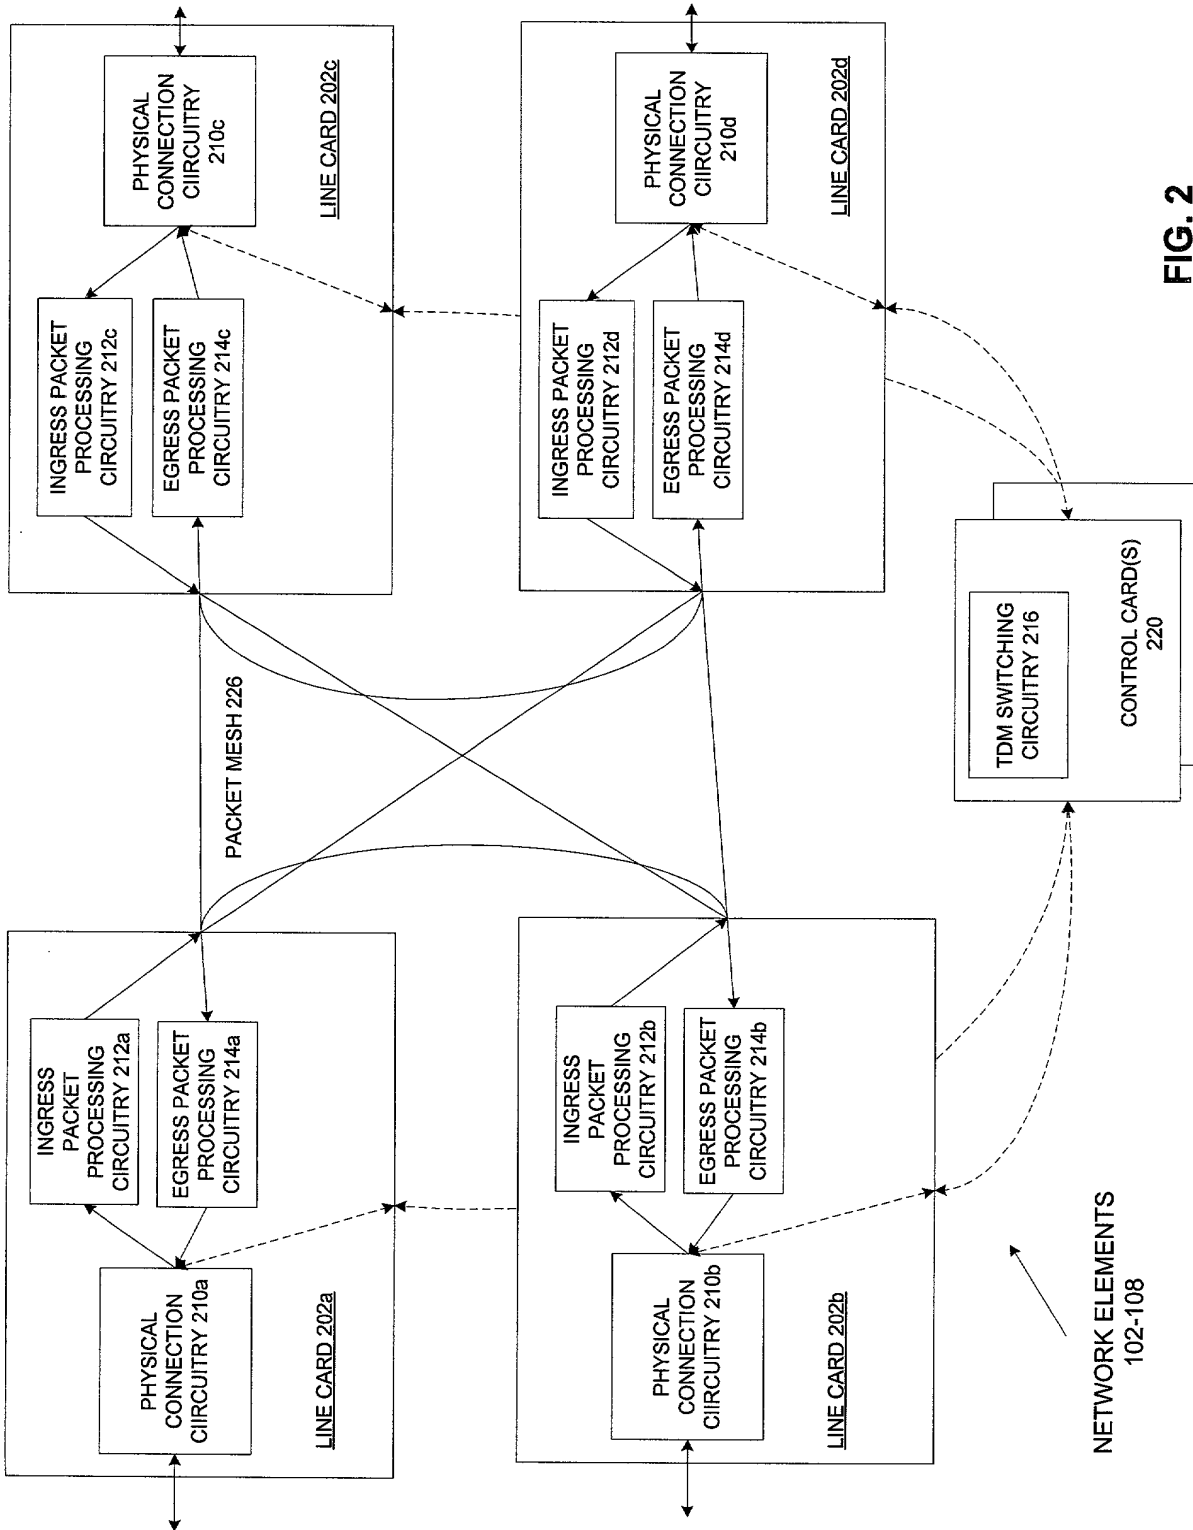 PHYSICAL
CONNECTION
CIIRCUITRY 210a
INGRESS
PACKET
PROCESSING
CIRCUITRY 212a
EGRESS PACKET
PROCESSING
CIRCUITRY 214a
LINE CARD 202a
PACKET MESH 226
INGRESS PACKET
PROCESSING
CIRCUITRY 212c
EGRESS PACKET
PROCESSING
CIRCUITRY 214c
PHYSICAL
CONNECTION
CIIRCUITRY
210c
LINE CARD 202c
PHYSICAL
CONNECTION
CIIRCUITRY 210b
INGRESS
PACKET
PROCESSING
CIRCUITRY 212b
EGRESS PACKET
PROCESSING
CIRCUITRY 214b
LINE CARD 202b
INGRESS PACKET
PROCESSING
CIRCUITRY 212d
EGRESS PACKET
PROCESSING
CIRCUITRY 214d
PHYSICAL
CONNECTION
CIIRCUITRY
210d
LINE CARD 202d
TDM SWITCHING
CIRCUITRY 216
CONTROL CARD(S)
220
NETWORK ELEMENTS
102-108
FIG. 2